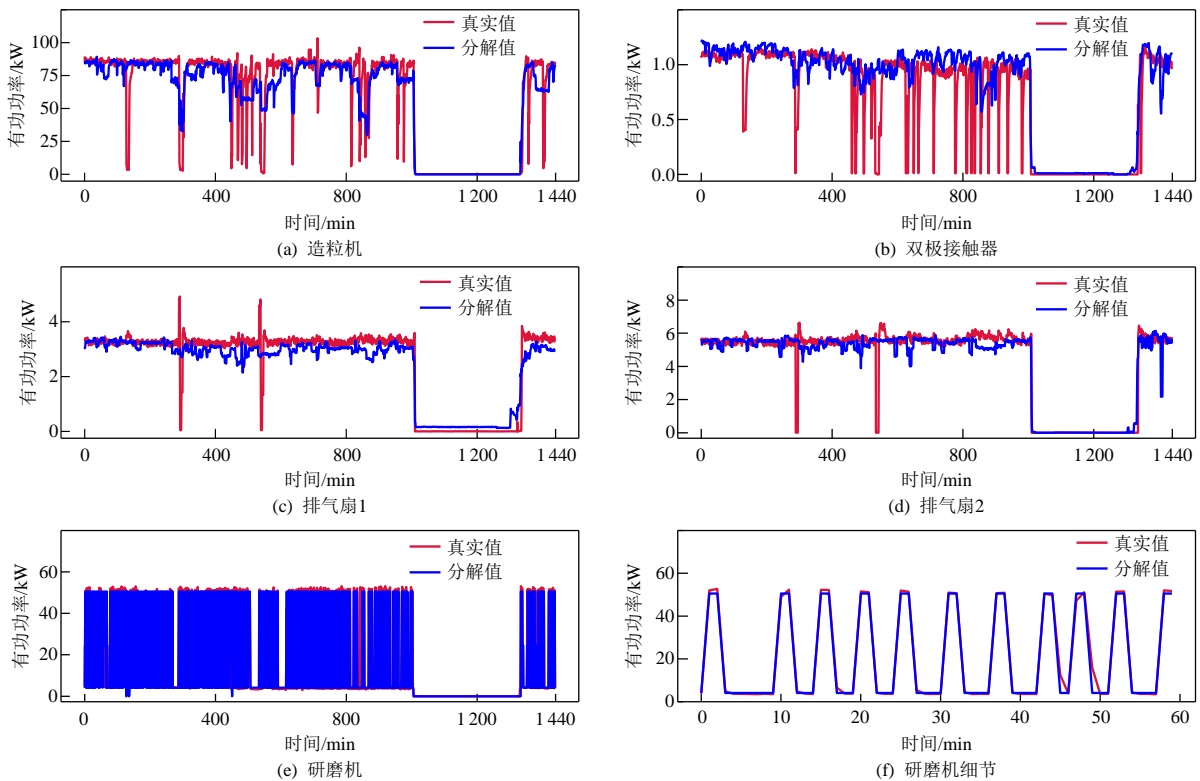 真实值
分解值
100
75
50
25
0
有功功率/kW
0
400
800
1 200
1 440
时间/min
(a) 造粒机
真实值
分解值
1.0
0.5
0.0
有功功率/kW
0
400
800
1 200
1 440
时间/min
(b) 双极接触器
真实值
分解值
4
2
0
有功功率/kW
0
400
800
1 200
1 440
时间/min
(c) 排气扇1
真实值
分解值
8
6
4
2
0
有功功率/kW
0
400
800
1 200
1 440
时间/min
(d) 排气扇2
真实值
分解值
60
40
20
0
有功功率/kW
0
400
800
1 200
1 440
时间/min
(e) 研磨机
真实值
分解值
60
40
20
0
有功功率/kW
0
10
20
30
40
50
60
时间/min
(f) 研磨机细节